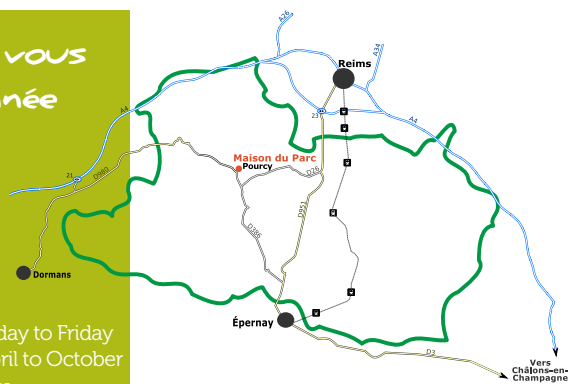 vous
née
A26
A34
Reims
A4
23
A4
Maison du Parc
Pourcy
D26
21
D980
D951
D386
Dormans
Épernay
day to Friday
ril to October
D3
Vers
Châlons-en-
Champagne